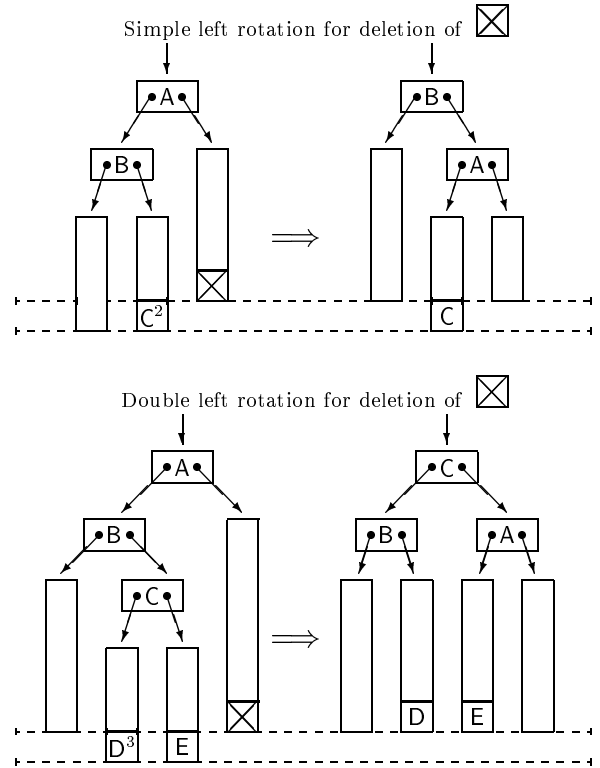 Simple left rotation for deletion of
A B
B A
⟹
C² C
Double left rotation for deletion of
A C
B B A
C
⟹
D E
D³ E